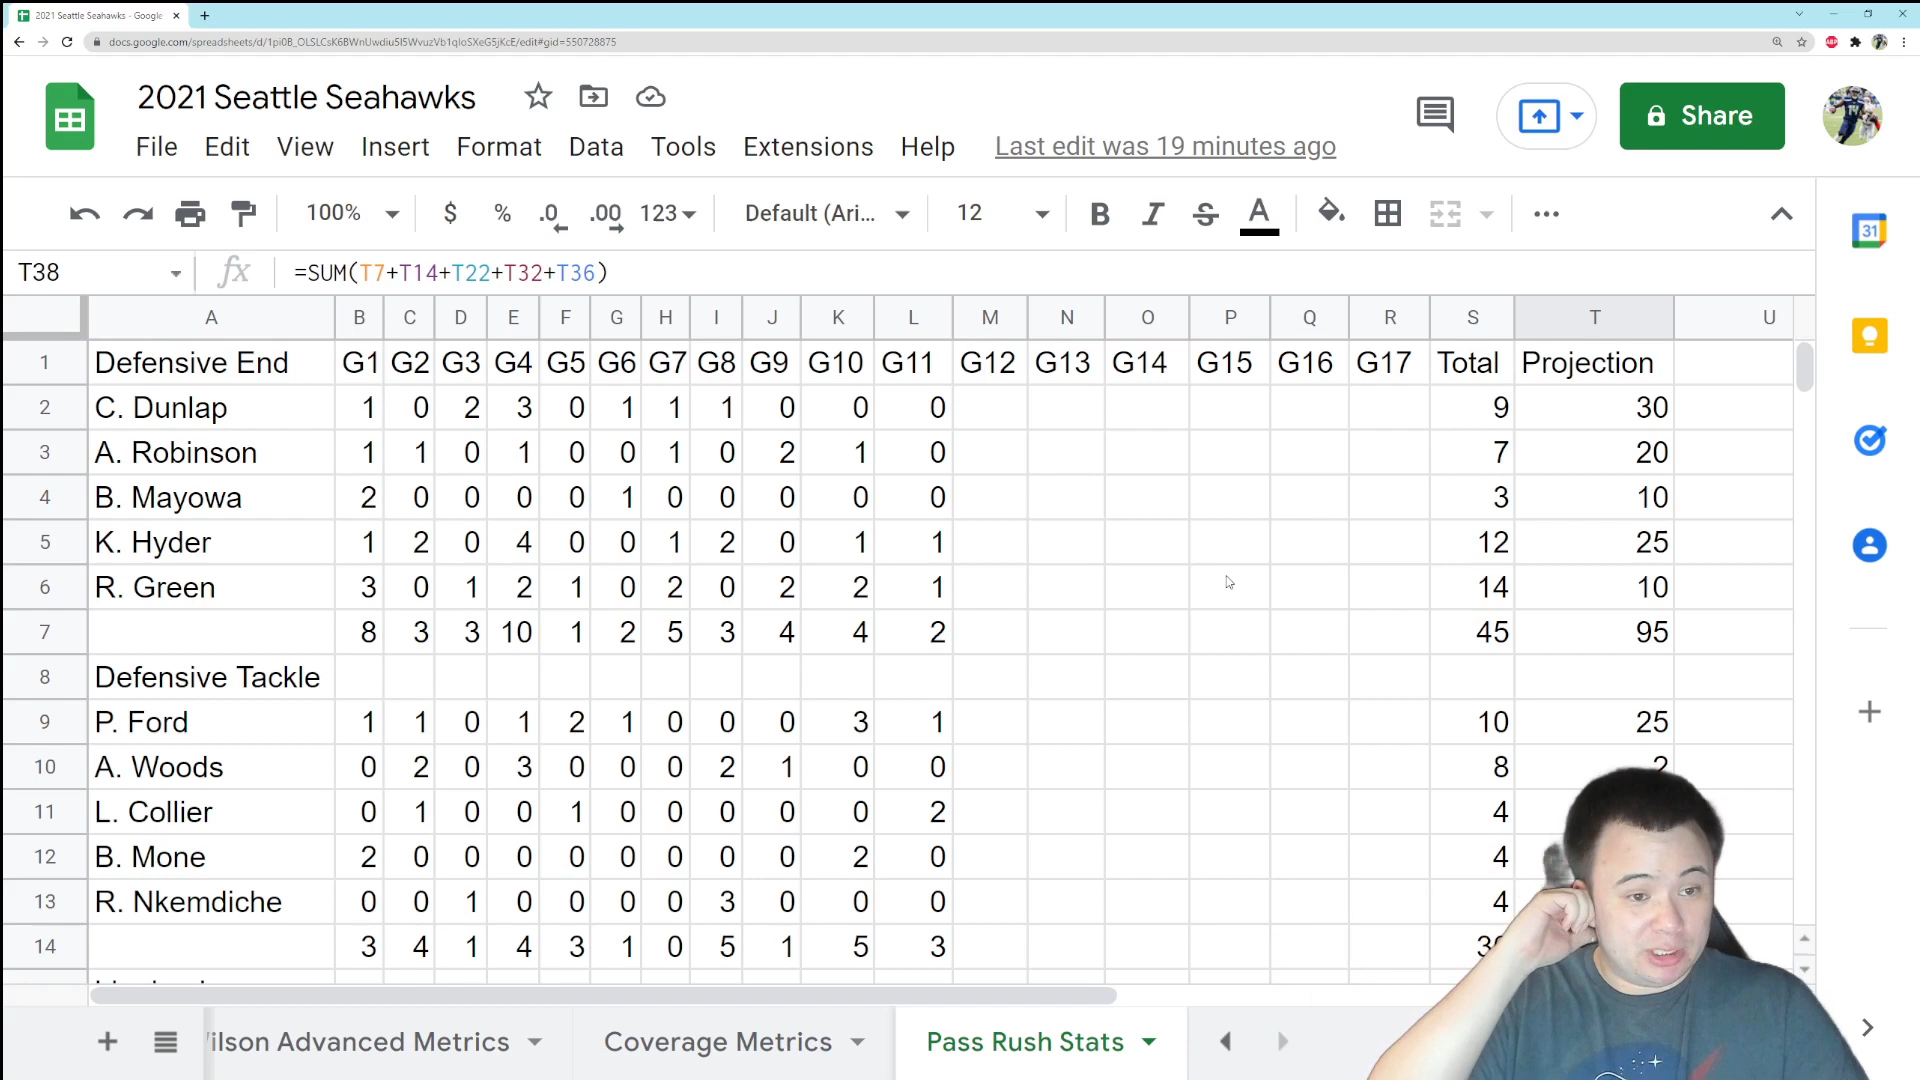 2021 Seattle Seahawks - Google
docs.google.com/spreadsheets/d/1pi0B_OLSLCsK6BWnUwdiu5I5WvuzVb1qIoSXeG5jKcE/edit#gid=550728875
2021 Seattle Seahawks
Share
File Edit View Insert Format Data Tools Extensions Help Last edit was 19 minutes ago
100% $ % .0 .00 123 Default (Ari... 12 B I S A
31
T38 fx =SUM(T7+T14+T22+T32+T36)
A B C D E F G H I J K L M N O P Q R S T U
1 Defensive End G1 G2 G3 G4 G5 G6 G7 G8 G9 G10 G11 G12 G13 G14 G15 G16 G17 Total Projection
2 C. Dunlap 1 0 2 3 0 1 1 1 0 0 0 9 30
3 A. Robinson 1 1 0 1 0 0 1 0 2 1 0 7 20
4 B. Mayowa 2 0 0 0 0 1 0 0 0 0 0 3 10
5 K. Hyder 1 2 0 4 0 0 1 2 0 1 1 12 25
6 R. Green 3 0 1 2 1 0 2 0 2 2 1 14 10
7 8 3 3 10 1 2 5 3 4 4 2 45 95
8 Defensive Tackle
9 P. Ford 1 1 0 1 2 1 0 0 0 3 1 10 25
10 A. Woods 0 2 0 3 0 0 0 2 1 0 0 8
11 L. Collier 0 1 0 0 1 0 0 0 0 0 2 4
12 B. Mone 2 0 0 0 0 0 0 0 0 2 0 4
13 R. Nkemdiche 0 0 1 0 0 0 0 3 0 0 0 4
14 3 4 1 4 3 1 0 5 1 5 3
ilson Advanced Metrics Coverage Metrics Pass Rush Stats